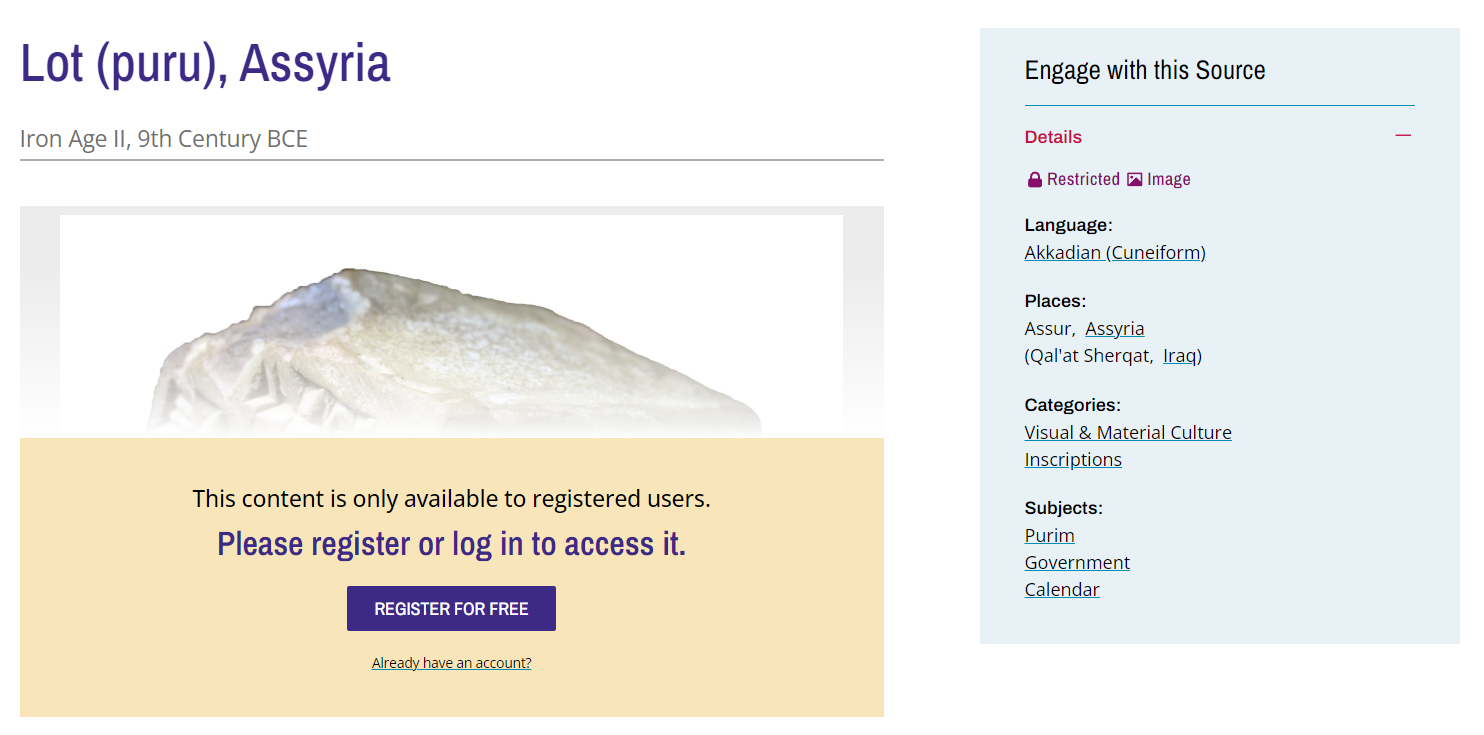 Lot (puru), Assyria
Iron Age II, 9th Century BCE
This content is only available to registered users.
Please register or log in to access it.
REGISTER FOR FREE
Already have an account?
Engage with this Source
Details
Restricted Image
Language:
Akkadian (Cuneiform)
Places:
Assur, Assyria
(Qal'at Sherqat, Iraq)
Categories:
Visual & Material Culture
Inscriptions
Subjects:
Purim
Government
Calendar